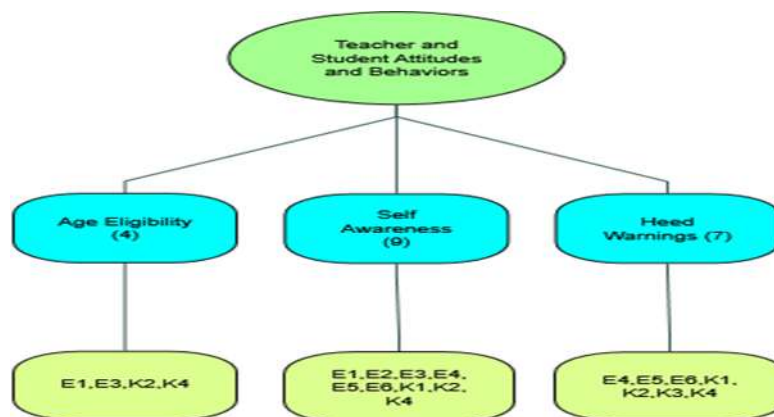 Teacher and
Student Attitudes
and Behaviors
Age Eligibility
(4)
Self
Awareness
(9)
Heed
Warnings (7)
E1,E3,K2,K4
E1,E2,E3,E4,
E5,E6,K1,K2,
K4
E4,E5,E6,K1,
K2,K3,K4